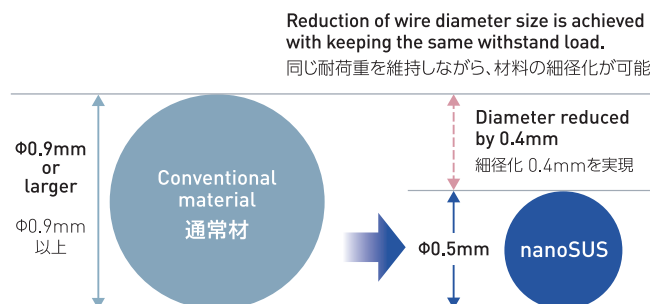 Reduction of wire diameter size is achieved
with keeping the same withstand load.
同じ耐荷重を維持しながら、材料の細径化が可能
Φ0.9mm
or
larger
Φ0.9mm
以上
Conventional
material
通常材
Diameter reduced
by 0.4mm
細径化 0.4mmを実現
Φ0.5mm
nanoSUS